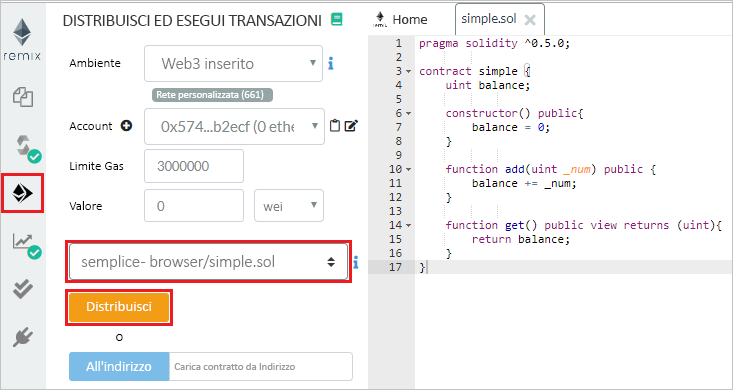 remix
DISTRIBUISCI ED ESEGUI TRANSAZIONI
Ambiente Web3 inserito
Rete personalizzata (661)
Account 0x574...b2ecf (0 ethe
Limite Gas 3000000
Valore 0 wei
semplice- browser/simple.sol
Distribuisci
O
All'indirizzo Carica contratto da Indirizzo
remix Home simple.sol
1 pragma solidity ^0.5.0;
2
3 contract simple {
4 uint balance;
5
6 constructor() public{
7 balance = 0;
8 }
9
10 function add(uint _num) public {
11 balance += _num;
12 }
13
14 function get() public view returns (uint){
15 return balance;
16 }
17 }